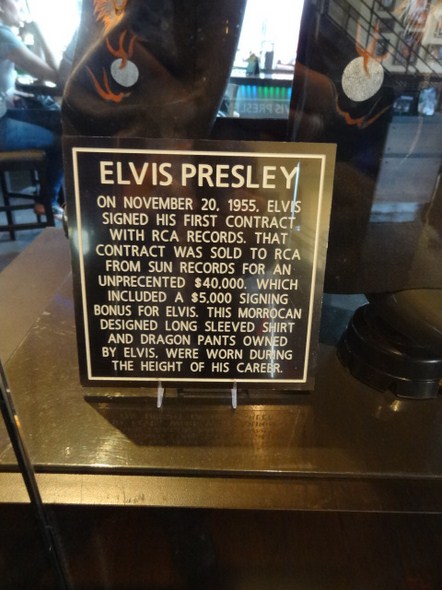 ELVIS PRESLEY
ON NOVEMBER 20, 1955, ELVIS
SIGNED HIS FIRST CONTRACT
WITH RCA RECORDS. THAT
CONTRACT WAS SOLD TO RCA
FROM SUN RECORDS FOR AN
UNPRECENTED $40,000. WHICH
INCLUDED A $5,000 SIGNING
BONUS FOR ELVIS. THIS MORROCAN
DESIGNED LONG SLEEVED SHIRT
AND DRAGON PANTS OWNED
BY ELVIS. WERE WORN DURING
THE HEIGHT OF HIS CAREER.